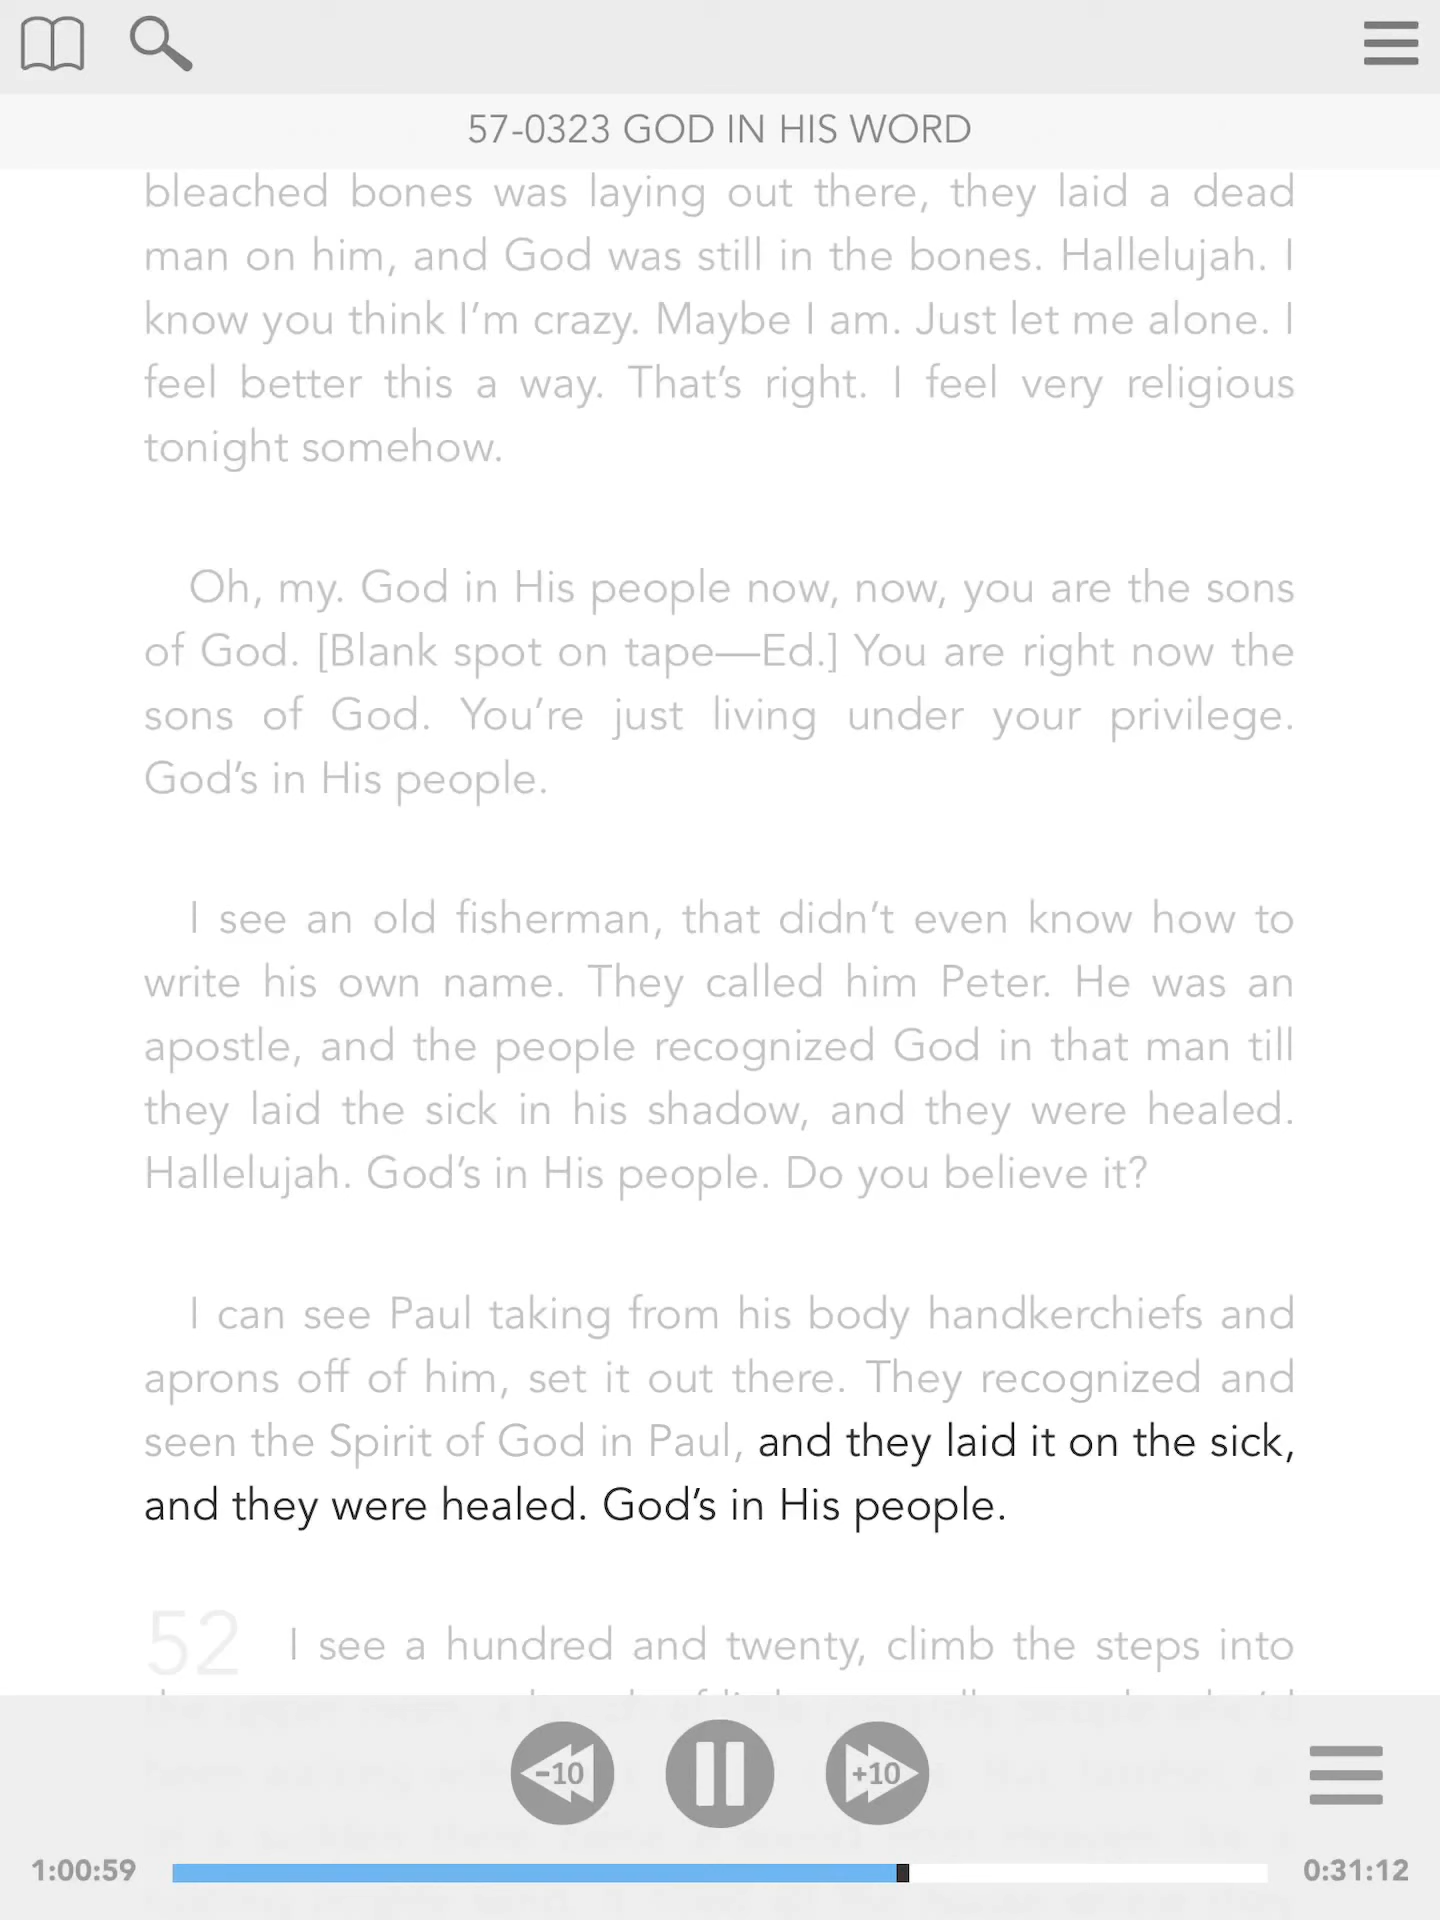 57-0323 GOD IN HIS WORD
bleached bones was laying out there, they laid a dead
man on him, and God was still in the bones. Hallelujah. I
know you think I’m crazy. Maybe I am. Just let me alone. I
feel better this a way. That’s right. I feel very religious
tonight somehow.
Oh, my. God in His people now, now, you are the sons
of God. [Blank spot on tape—Ed.] You are right now the
sons of God. You’re just living under your privilege.
God’s in His people.
I see an old fisherman, that didn’t even know how to
write his own name. They called him Peter. He was an
apostle, and the people recognized God in that man till
they laid the sick in his shadow, and they were healed.
Hallelujah. God’s in His people. Do you believe it?
I can see Paul taking from his body handkerchiefs and
aprons off of him, set it out there. They recognized and
seen the Spirit of God in Paul, and they laid it on the sick,
and they were healed. God’s in His people.
52 I see a hundred and twenty, climb the steps into
-10 +10
1:00:59 0:31:12